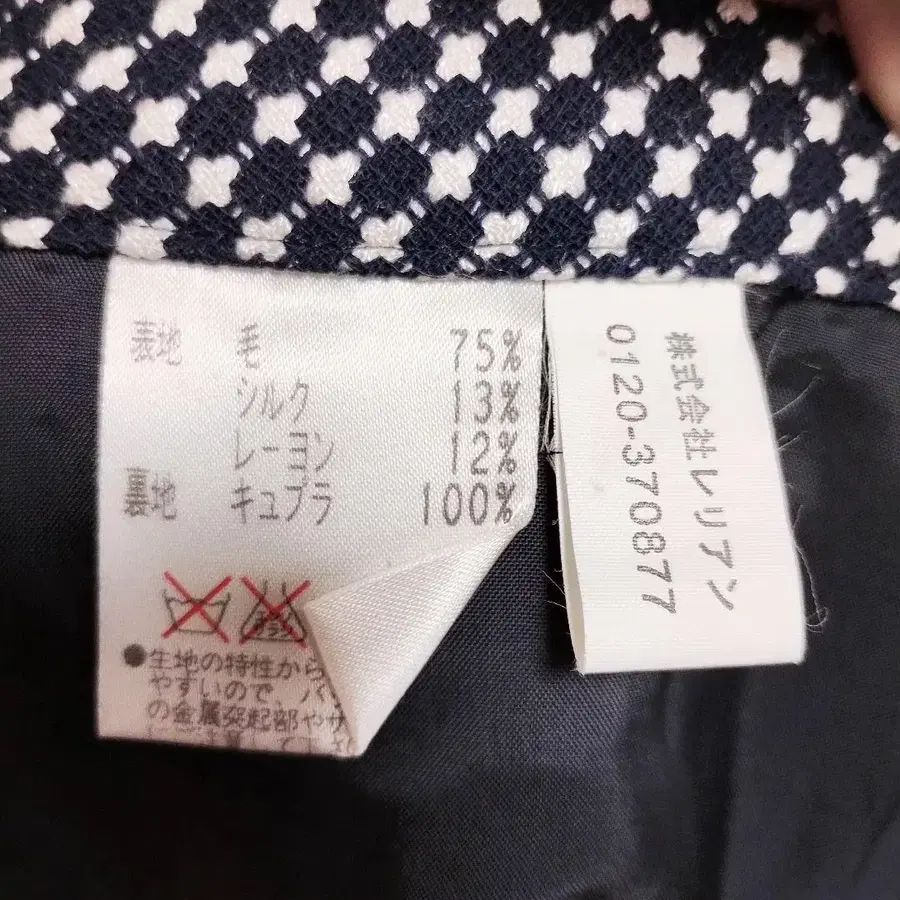 表地 毛 75%
シルク 13%
レーヨン 12%
裏地 キュプラ 100%
●生地の特性から
やすいので、バッ
の金属突起部やサ
株式会社レリアン
0120-370877